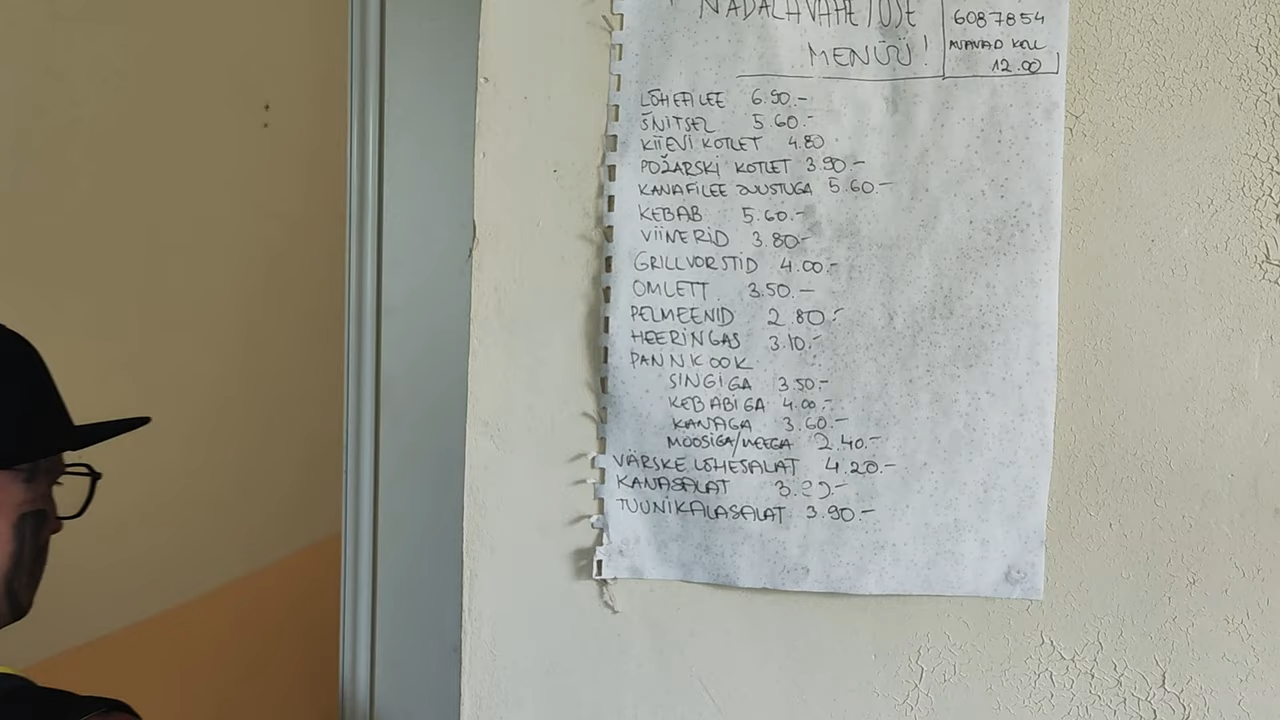 NÄDALAVAHETUSE
MENÜÜ!
6087854
AVAVAD KELL
12.00
LÕHEFILEE 6.90.-
ŠNITSEL 5.60.-
KIIEVI KOTLET 4.80
POŽARSKI KOTLET 3.90.-
KANAFILEE JUUSTUGA 5.60.-
KEBAB 5.60.-
VIINERID 3.80.-
GRILLVORSTID 4.00.-
OMLETT 3.50.-
PELMEENID 2.80.-
HEERINGAS 3.10.-
PANNKOOK
SINGIGA 3.50.-
KEBABIGA 4.00.-
KANAGA 3.60.-
MOOSIGA/MEEGA 2.40.-
VÄRSKE LÕHESALAT 4.20.-
KANASALAT
TUUNIKALASALAT 3.90.-